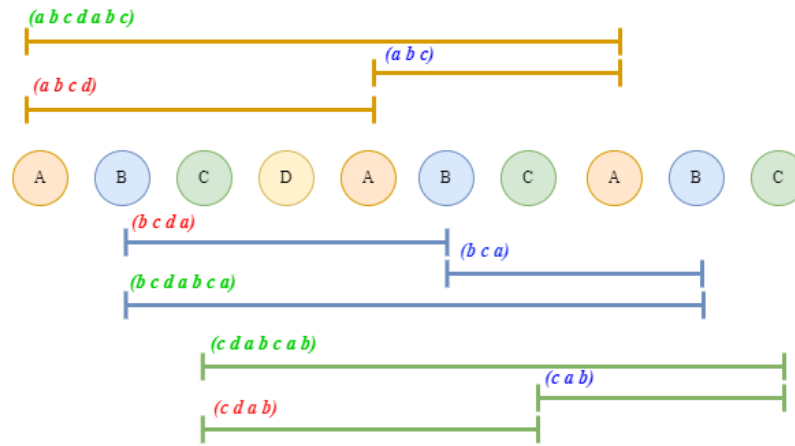 (a b c d a b c)
(a b c)
(a b c d)
A B C D A B C A B C
(b c d a)
(b c a)
(b c d a b c a)
(c d a b c a b)
(c a b)
(c d a b)